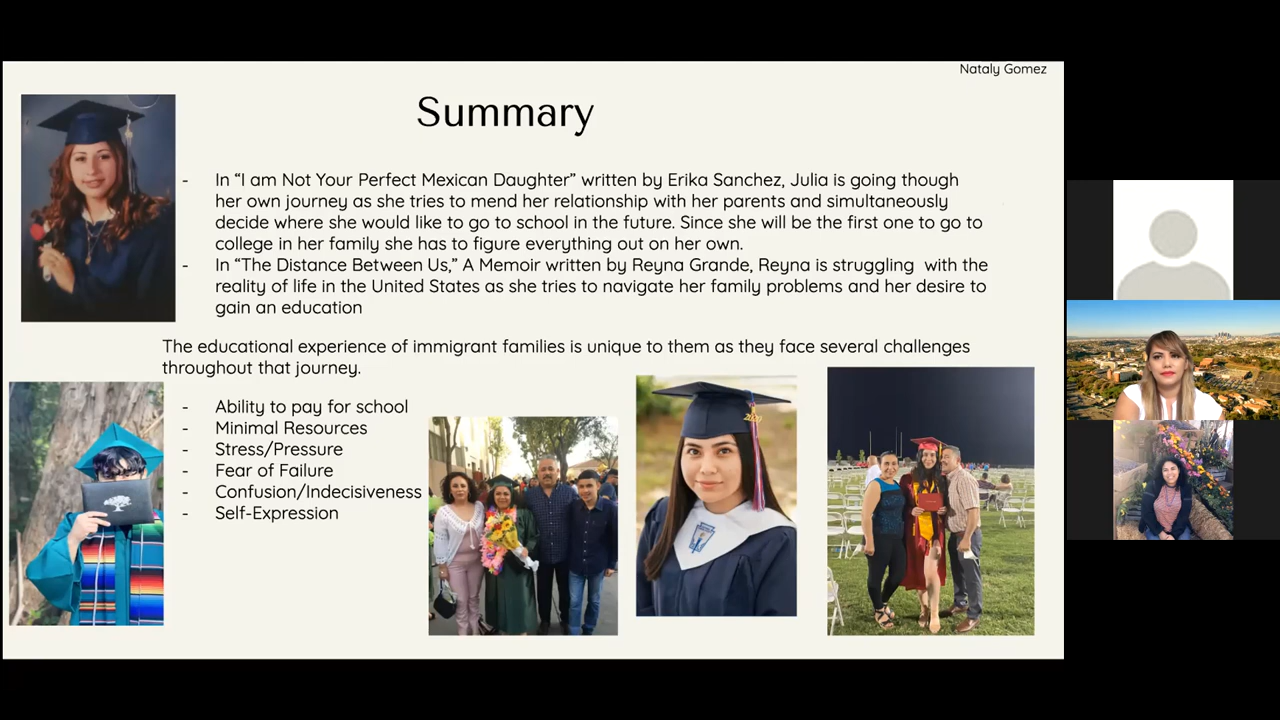 Nataly Gomez
Summary
- In “I am Not Your Perfect Mexican Daughter” written by Erika Sanchez, Julia is going though
her own journey as she tries to mend her relationship with her parents and simultaneously
decide where she would like to go to school in the future. Since she will be the first one to go to
college in her family she has to figure everything out on her own.
- In “The Distance Between Us,” A Memoir written by Reyna Grande, Reyna is struggling with the
reality of life in the United States as she tries to navigate her family problems and her desire to
gain an education
The educational experience of immigrant families is unique to them as they face several challenges
throughout that journey.
- Ability to pay for school
- Minimal Resources
- Stress/Pressure
- Fear of Failure
- Confusion/Indecisiveness
- Self-Expression
2020